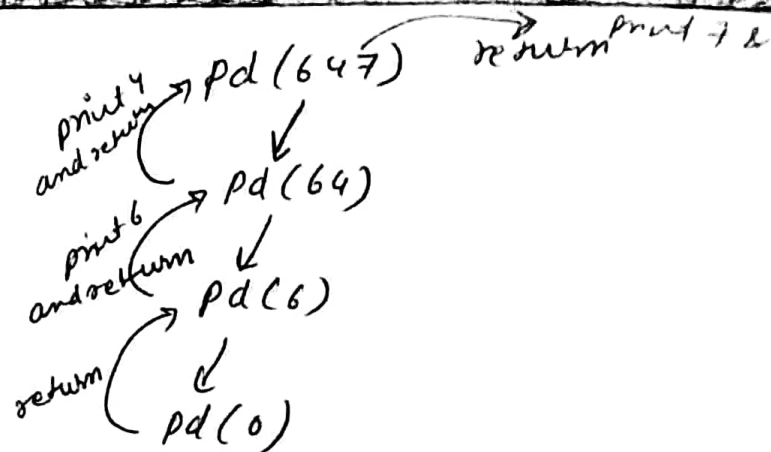 Pd (647)
return print 7 &
print 4
and return
Pd (64)
print 6
and return
Pd (6)
return
Pd (0)